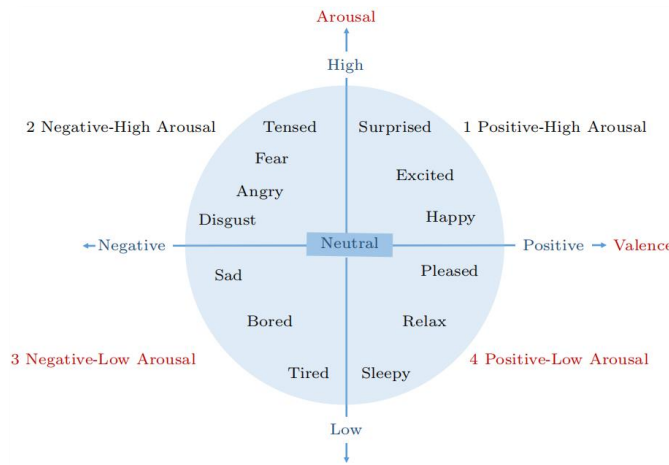 Arousal
High
2 Negative-High Arousal
Tensed
Surprised
1 Positive-High Arousal
Fear
Excited
Angry
Disgust
Happy
Negative
Neutral
Positive
Valence
Sad
Pleased
Bored
Relax
3 Negative-Low Arousal
4 Positive-Low Arousal
Tired
Sleepy
Low